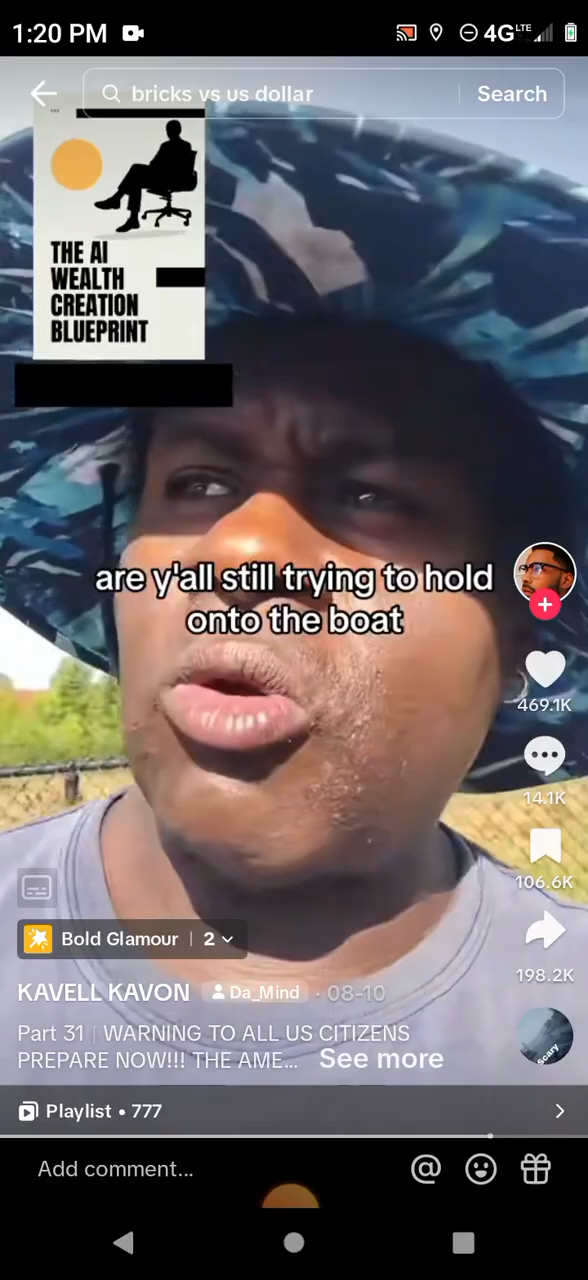 1:20 PM
4G LTE
bricks vs us dollar
Search
THE AI
WEALTH
CREATION
BLUEPRINT
are y'all still trying to hold
onto the boat
469.1K
14.1K
106.6K
198.2K
Scary
Bold Glamour | 2
KAVELL KAVON Da_Mind · 08-10
Part 31 | WARNING TO ALL US CITIZENS
PREPARE NOW!!! THE AME... See more
Playlist • 777
Add comment...